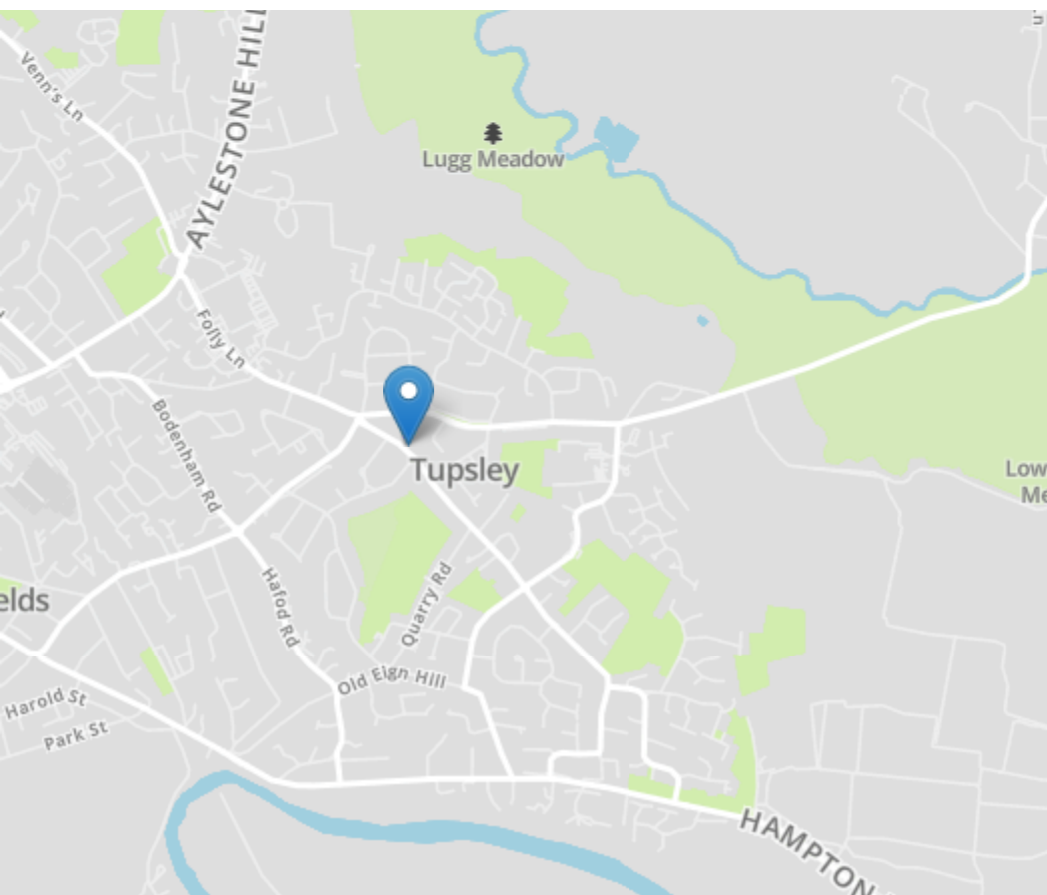 Venn's Ln
AYLESTONE HILL
Lugg Meadow
Folly Ln
Bodenham Rd
Tupsley
Low
Me
elds
Hafod Rd
Quarry Rd
Old Eign Hill
Harold St
Park St
HAMPTON